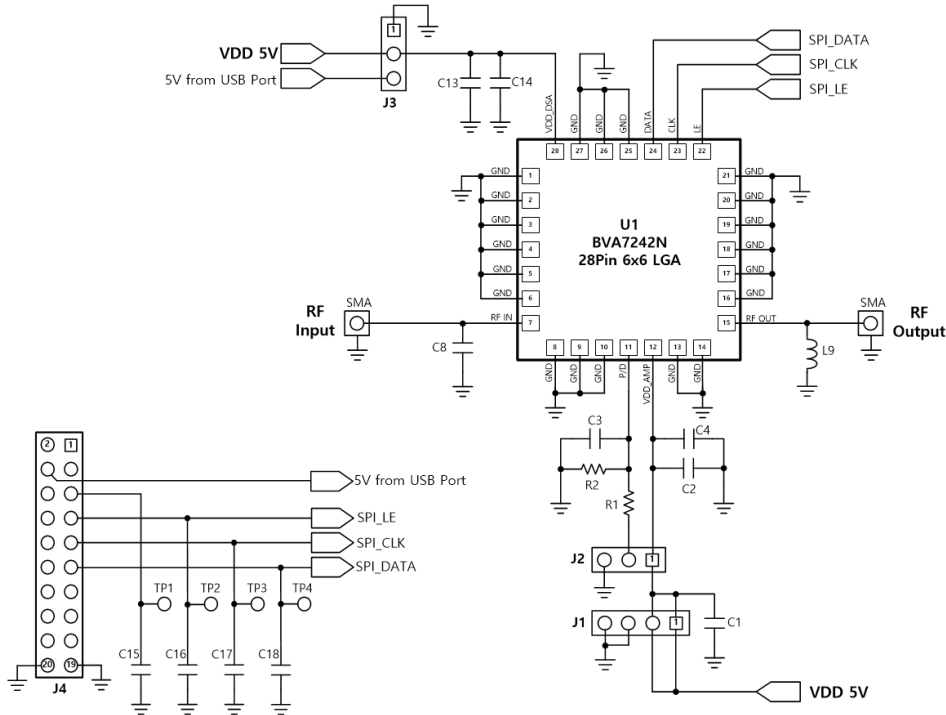 1
VDD 5V
5V from USB Port
J3
C13
C14
VDD_DSA
GND
GND
GND
DATA
CLK
LE
SPI_DATA
SPI_CLK
SPI_LE
28
27
26
25
24
23
22
GND
1
GND
2
GND
3
GND
4
GND
5
GND
6
RF IN
7
U1
BVA7242N
28Pin 6x6 LGA
21
GND
20
GND
19
GND
18
GND
17
GND
16
GND
15
RF OUT
RF
Input
SMA
C8
SMA
RF
Output
L9
8
9
10
11
12
13
14
GND
GND
GND
P/D
VDD_AMP
GND
GND
C3
R2
R1
C4
C2
J2
1
J1
1
C1
VDD 5V
2
1
5V from USB Port
SPI_LE
SPI_CLK
SPI_DATA
TP1
TP2
TP3
TP4
C15
C16
C17
C18
20
19
J4